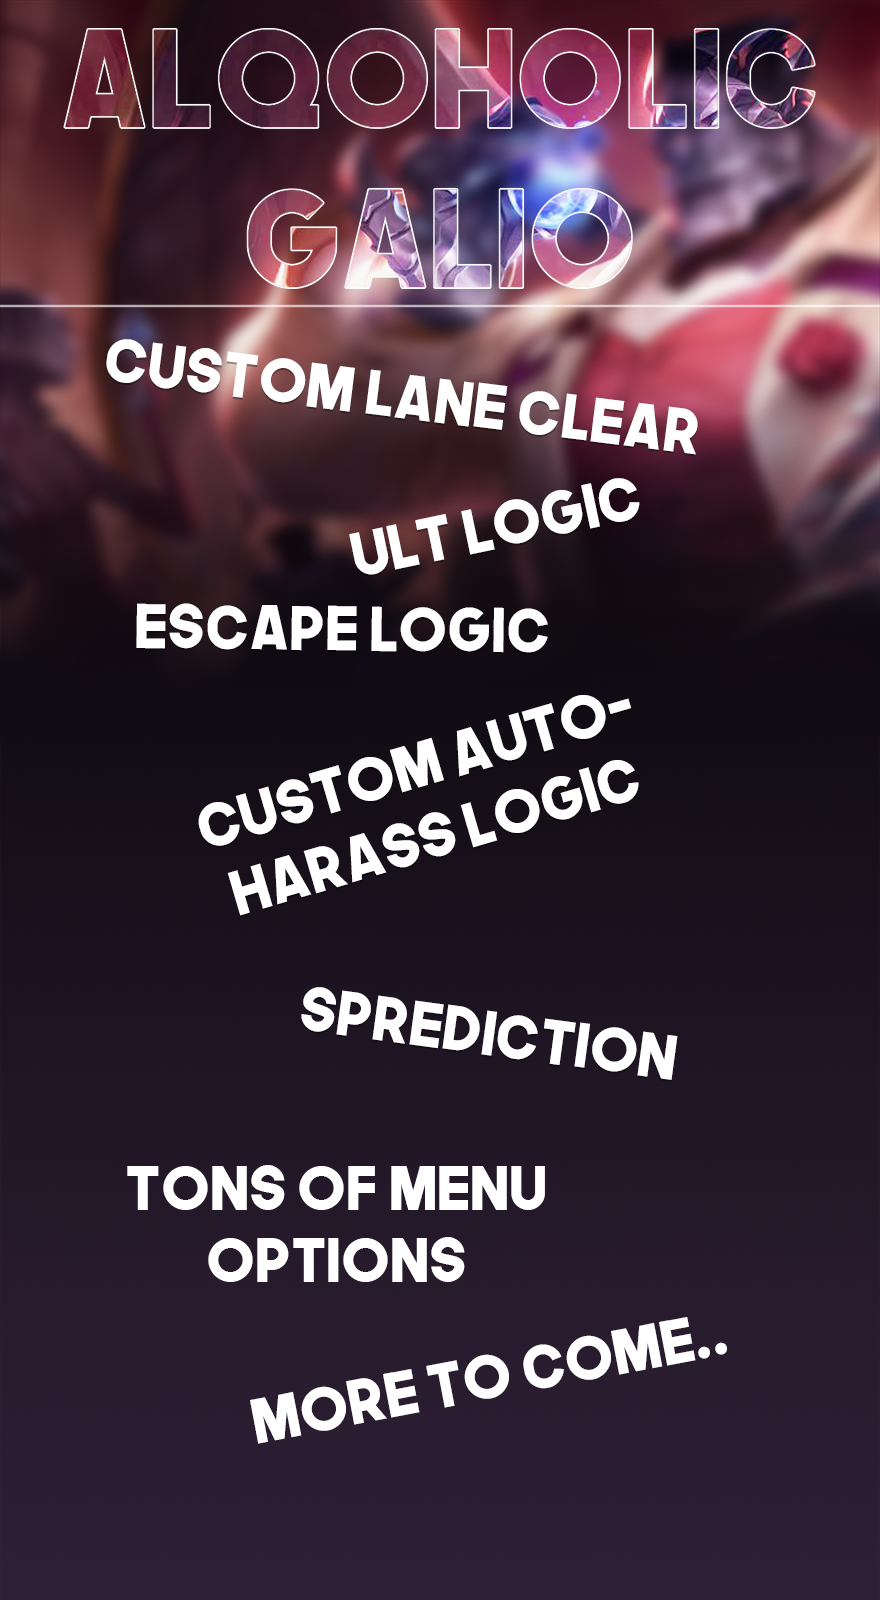 ALQOHOLIC
GALIO
CUSTOM LANE CLEAR
ULT LOGIC
ESCAPE LOGIC
CUSTOM AUTO-
HARASS LOGIC
SPREDICTION
TONS OF MENU
OPTIONS
MORE TO COME..